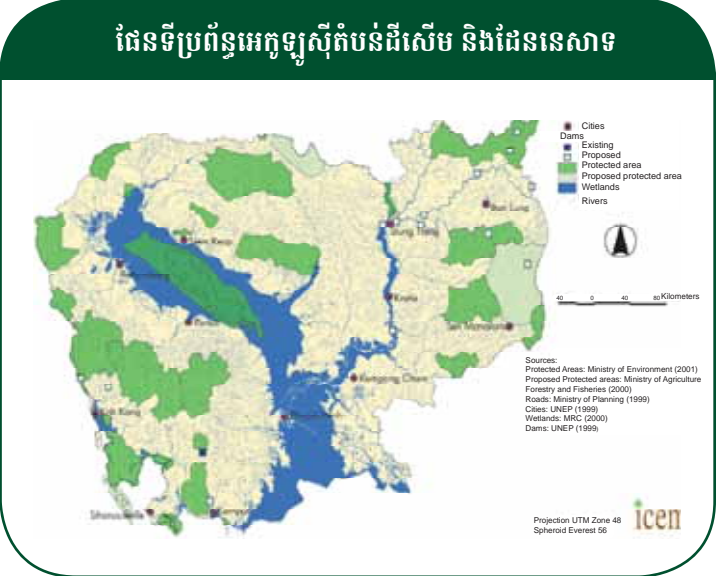 ផែនទីប្រព័ន្ធអេកូឡូស៊ីតំបន់ដីសើម និងដែននេសាទ
Cities
Dams
Existing
Proposed
Protected area
Proposed protected area
Wetlands
Rivers
Ban Lung
Stung Treng
Siem Reap
40 0 40 80 Kilometers
Kratie
Sen Monorom
Sources:
Protected Areas: Ministry of Environment (2001)
Proposed Protected areas: Ministry of Agriculture
Forestry and Fisheries (2000)
Roads: Ministry of Planning (1999)
Cities: UNEP (1999)
Wetlands: MRC (2000)
Dams: UNEP (1999)
Kampong Cham
Koh Kong
Sihanoukville
Kampot
Projection UTM Zone 48
Spheroid Everest 56
icen